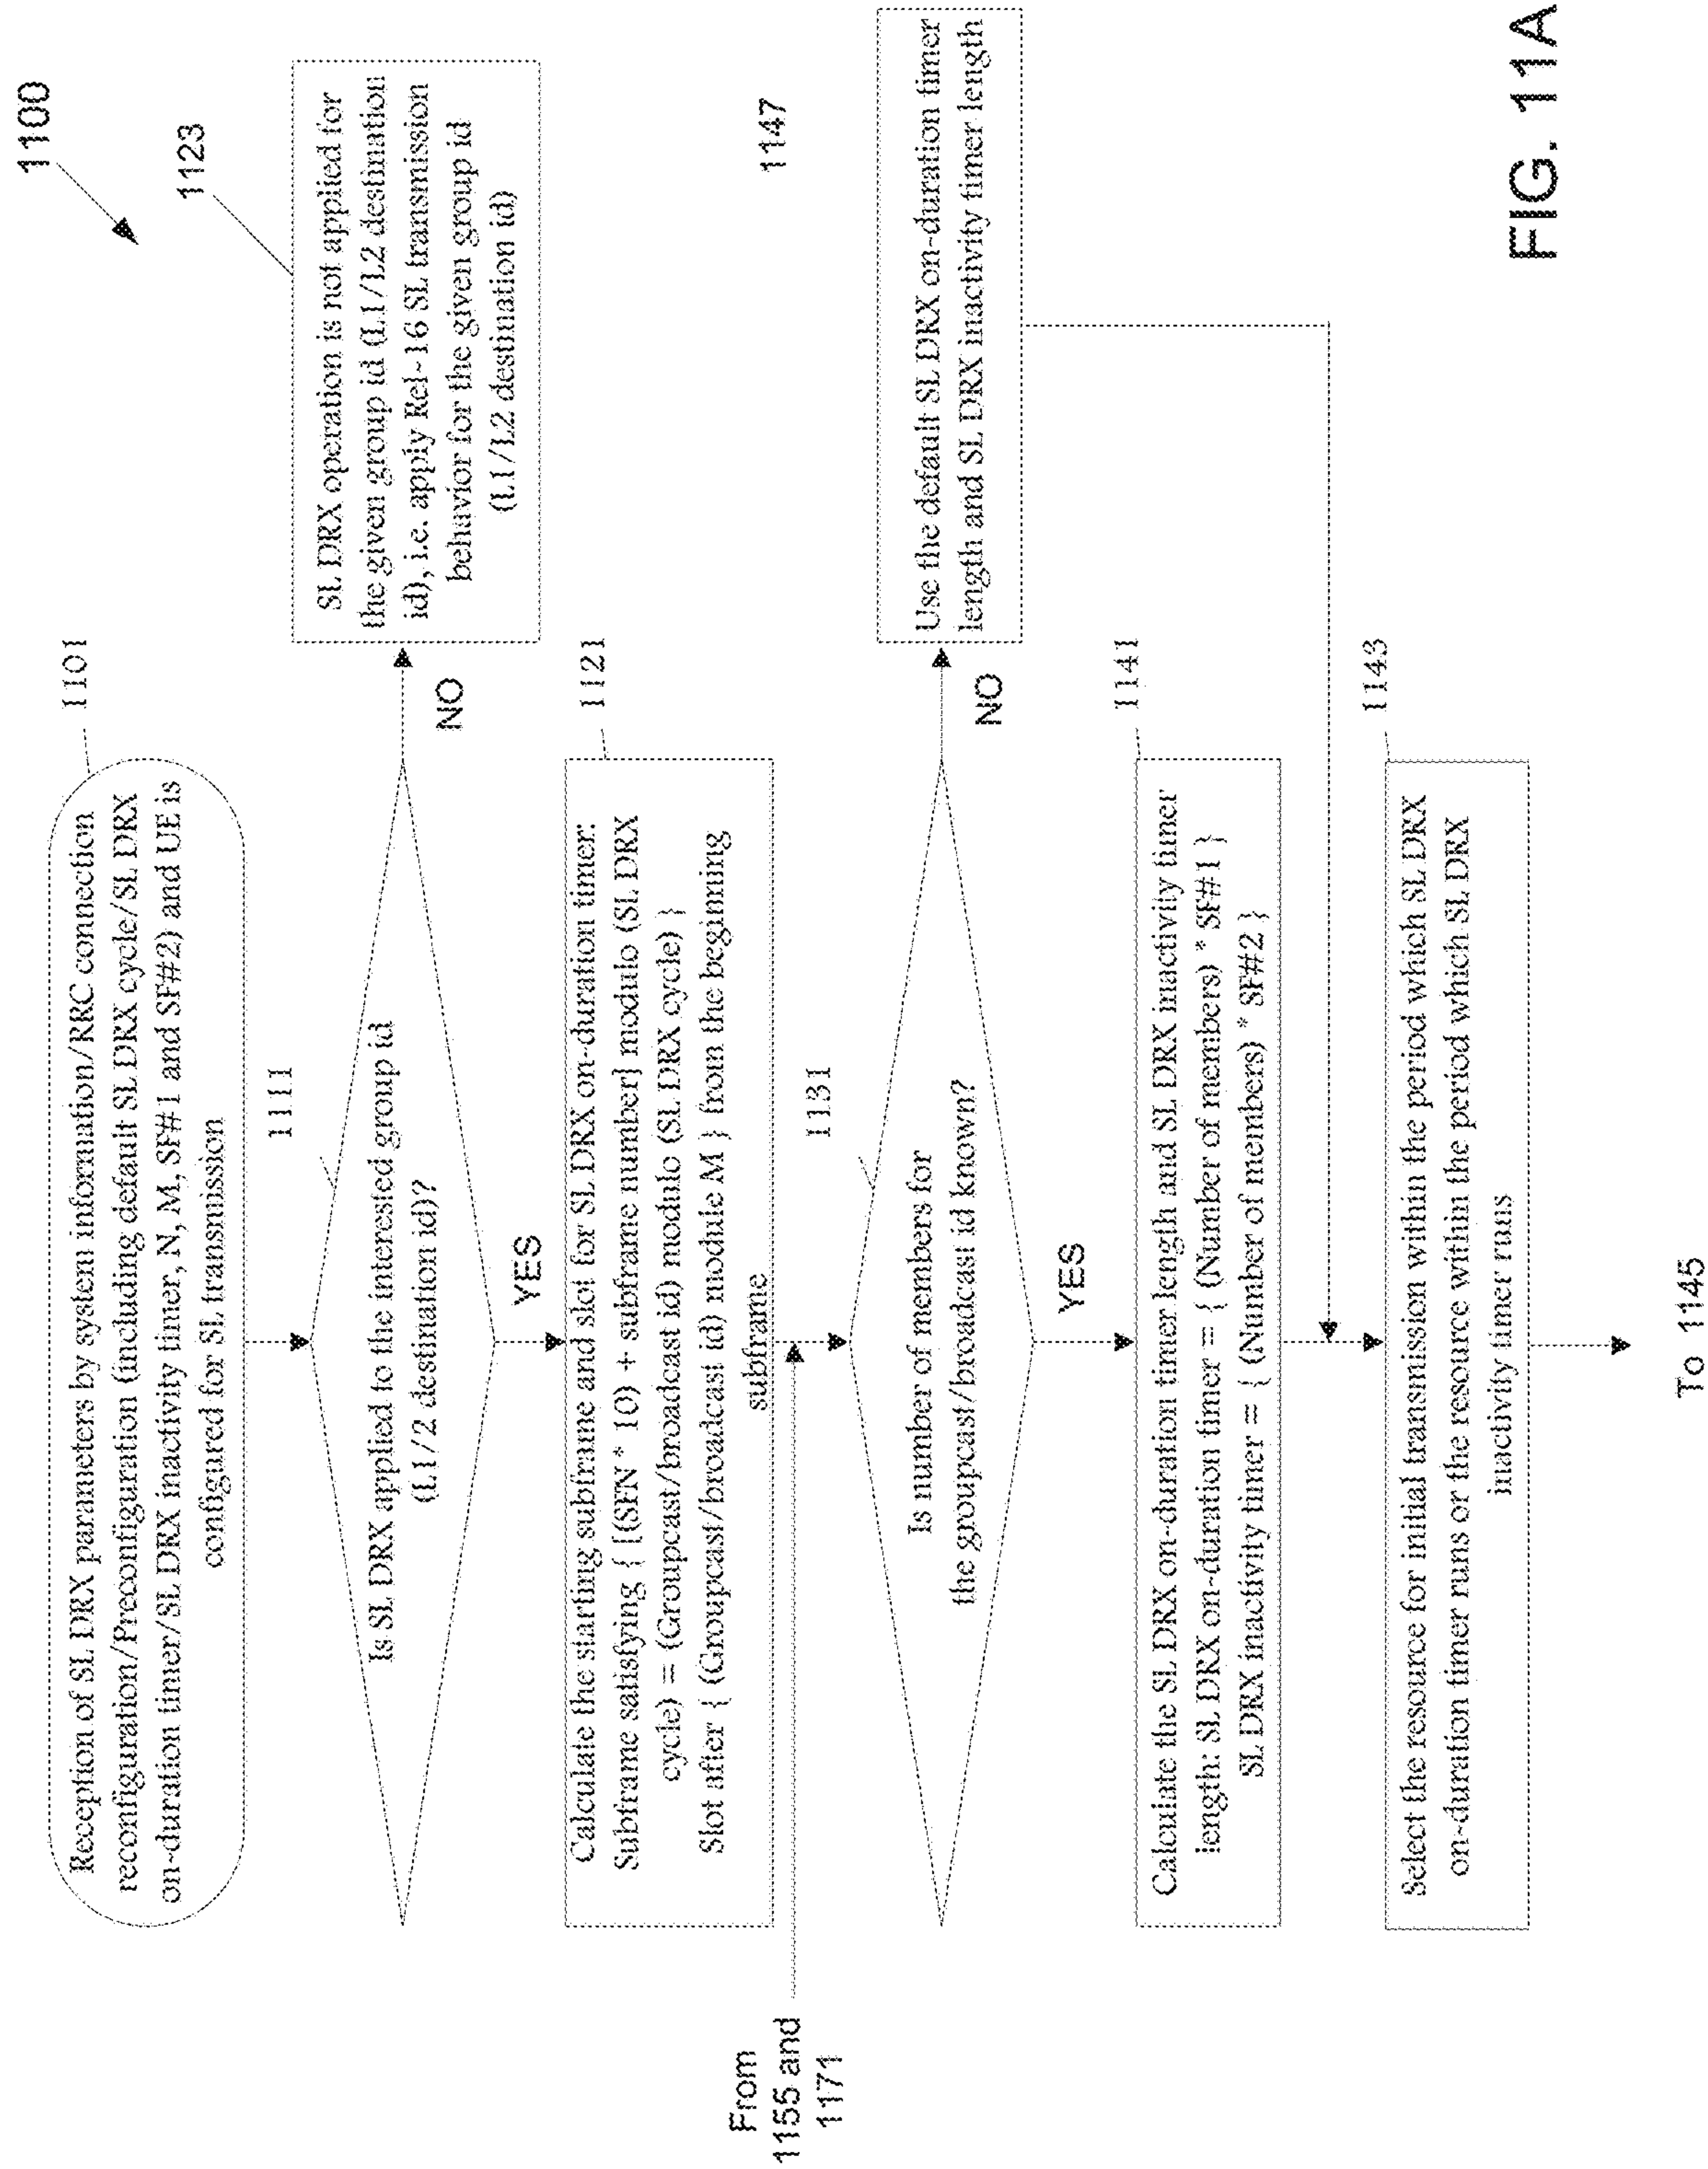 1100
1101
Reception of SL DRX parameters by system information/RRC connection
reconfiguration/Preconfiguration (including default SL DRX cycle/SL DRX
on-duration timer/SL DRX inactivity timer, N, M, SF#1 and SF#2) and UE is
configured for SL transmission
1111
Is SL DRX applied to the interested group id
(L1/2 destination id)?
NO
1123
SL DRX operation is not applied for
the given group id (L1/L2 destination
id), i.e. apply Rel-16 SL transmission
behavior for the given group id
(L1/L2 destination id)
YES
1121
Calculate the starting subframe and slot for SL DRX on-duration timer:
Subframe satisfying { [(SFN * 10) + subframe number] modulo (SL DRX
cycle) = (Groupcast/broadcast id) modulo (SL DRX cycle) }
Slot after { (Groupcast/broadcast id) module M } from the beginning
subframe
From
1155 and
1171
1131
Is number of members for
the groupcast/broadcast id known?
NO
1147
Use the default SL DRX on-duration timer
length and SL DRX inactivity timer length
YES
1141
Calculate the SL DRX on-duration timer length and SL DRX inactivity timer
length: SL DRX on-duration timer = { (Number of members) * SF#1 }
SL DRX inactivity timer = { (Number of members) * SF#2 }
1143
Select the resource for initial transmission within the period which SL DRX
on-duration timer runs or the resource within the period which SL DRX
inactivity timer runs
To 1145
FIG. 11A